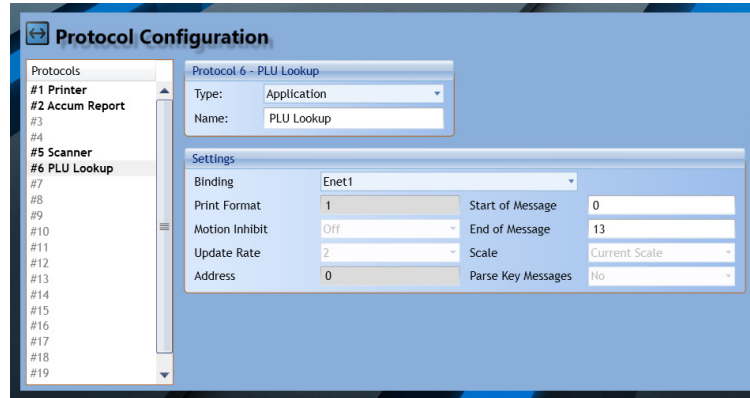 Protocol Configuration
Protocols
#1 Printer
#2 Accum Report
#3
#4
#5 Scanner
#6 PLU Lookup
#7
#8
#9
#10
#11
#12
#13
#14
#15
#16
#17
#18
#19
Protocol 6 - PLU Lookup
Type: Application
Name: PLU Lookup
Settings
Binding Enet1
Print Format 1 Start of Message 0
Motion Inhibit Off End of Message 13
Update Rate 2 Scale Current Scale
Address 0 Parse Key Messages No